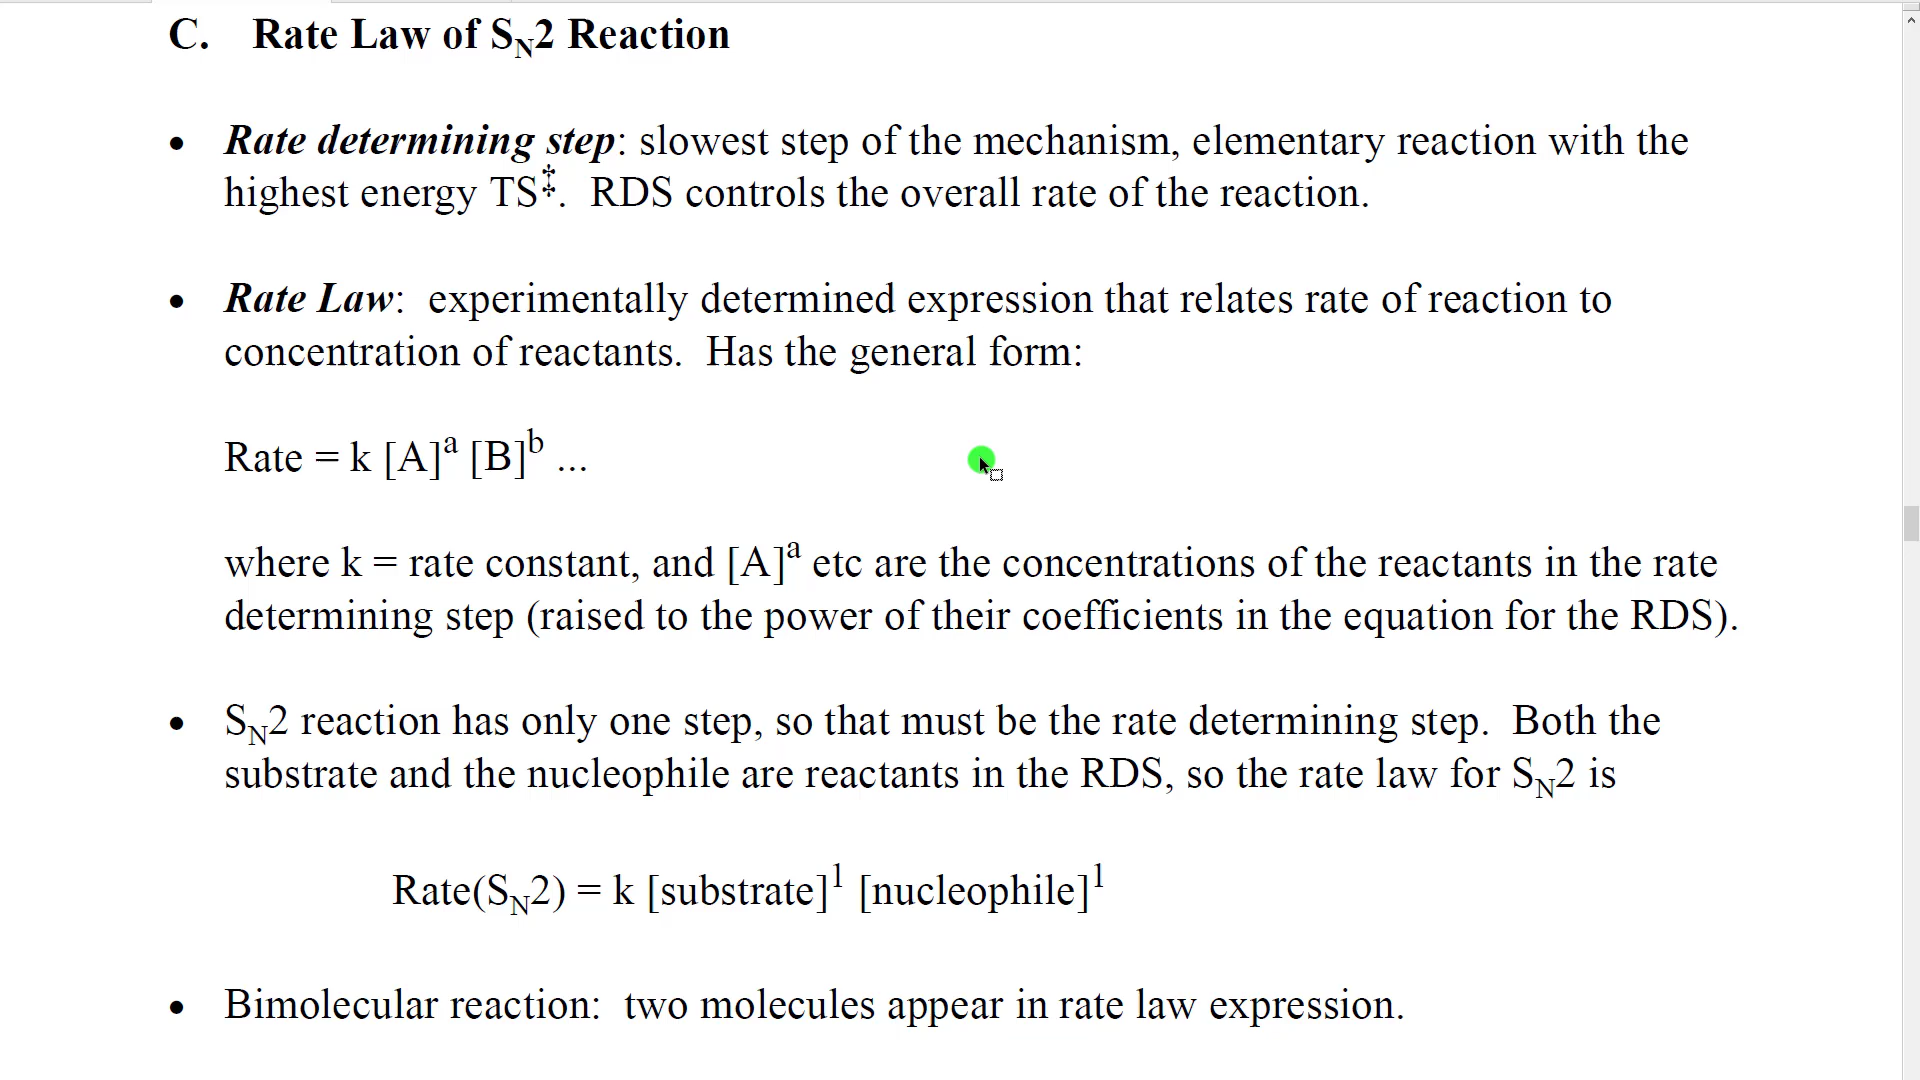 C. Rate Law of SN2 Reaction
• Rate determining step: slowest step of the mechanism, elementary reaction with the
highest energy TS‡. RDS controls the overall rate of the reaction.
• Rate Law: experimentally determined expression that relates rate of reaction to
concentration of reactants. Has the general form:
Rate = k [A]ᵃ [B]ᵇ ...
where k = rate constant, and [A]ᵃ etc are the concentrations of the reactants in the rate
determining step (raised to the power of their coefficients in the equation for the RDS).
• SN2 reaction has only one step, so that must be the rate determining step. Both the
substrate and the nucleophile are reactants in the RDS, so the rate law for SN2 is
Rate(SN2) = k [substrate]¹ [nucleophile]¹
• Bimolecular reaction: two molecules appear in rate law expression.